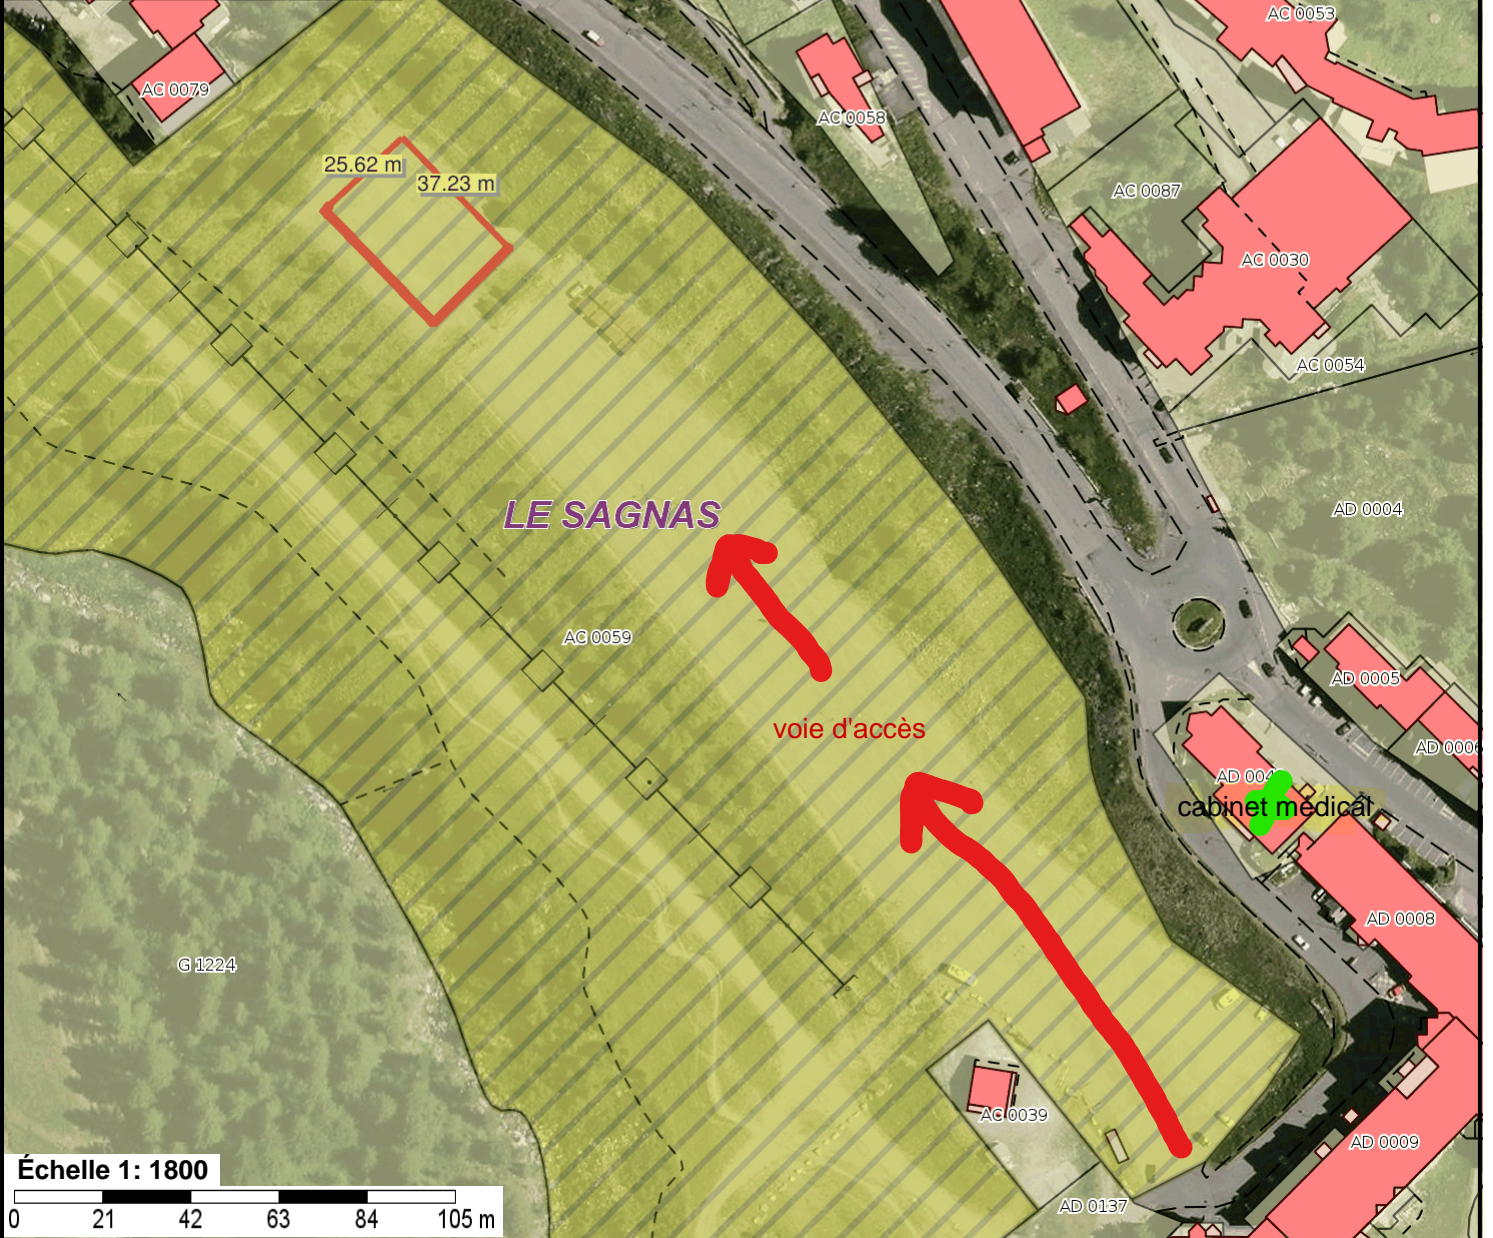 AC 0053
AC 0079
AC 0058
25.62 m
37.23 m
AC 0087
AC 0030
AC 0054
LE SAGNAS
AD 0004
AC 0059
AD 0005
voie d'accès
AD 0006
AD 004
cabinet médical
AD 0008
G 1224
AC 0039
AD 0009
Échelle 1: 1800
AD 0137
0 21 42 63 84 105 m